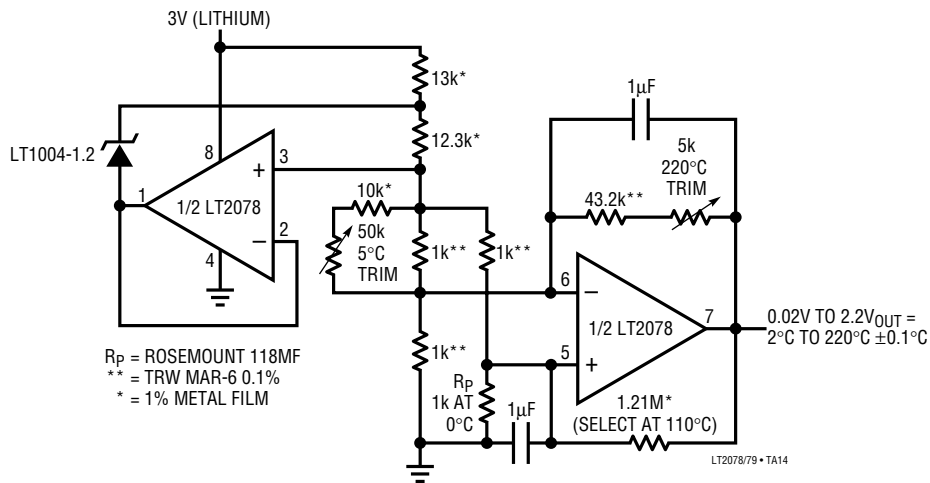 3V (LITHIUM)
13k*
1µF
LT1004-1.2
12.3k*
5k
220°C
TRIM
8
3
+
1
10k*
43.2k**
1/2 LT2078
50k
5°C
TRIM
1k**
1k**
2
–
4
6
–
7
0.02V TO 2.2VOUT =
2°C TO 220°C ±0.1°C
1/2 LT2078
RP = ROSEMOUNT 118MF
** = TRW MAR-6 0.1%
* = 1% METAL FILM
1k**
5
+
RP
1k AT
0°C
1µF
1.21M*
(SELECT AT 110°C)
LT2078/79 • TA14